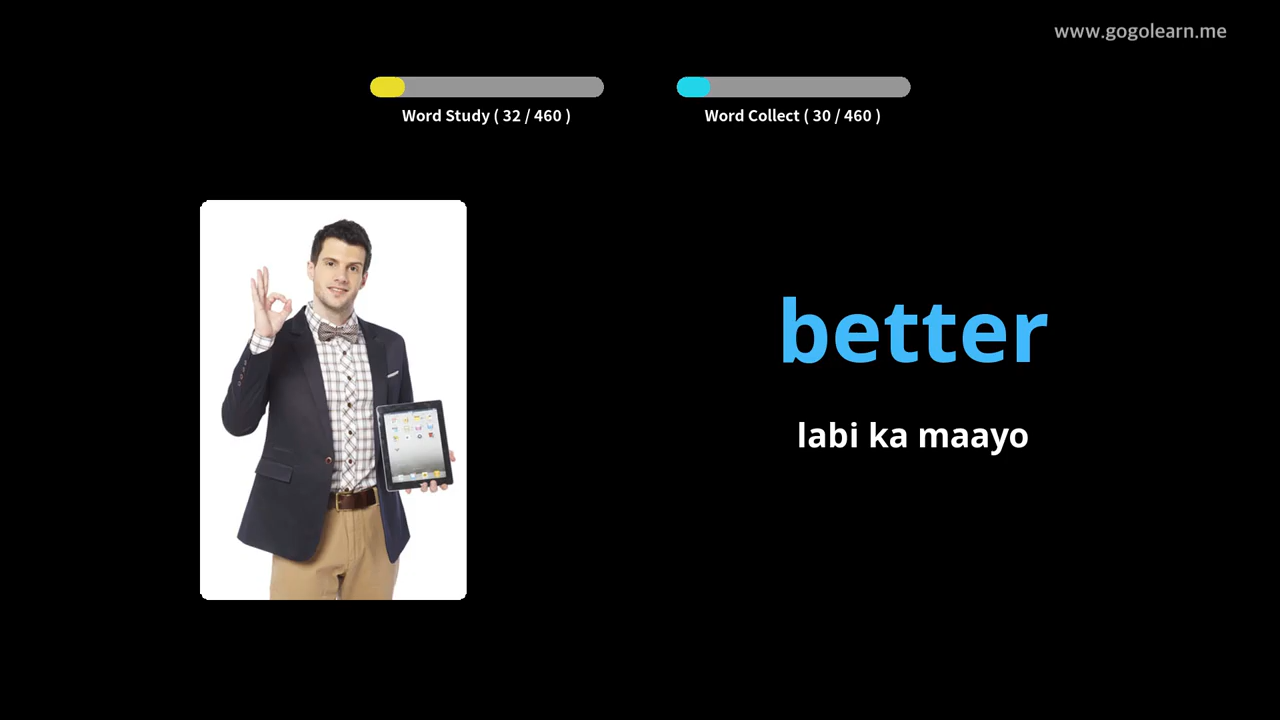 www.gogolearn.me
Word Study ( 32 / 460 )
Word Collect ( 30 / 460 )
better
labi ka maayo